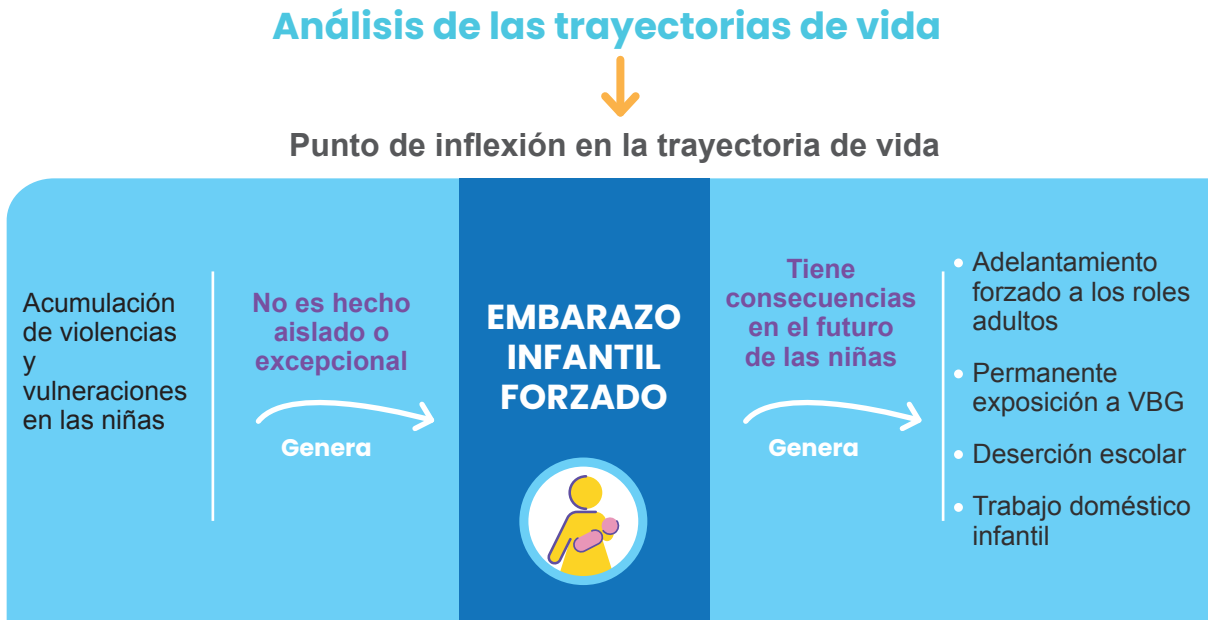 Análisis de las trayectorias de vida
Punto de inflexión en la trayectoria de vida
Acumulación
de violencias
y
vulneraciones
en las niñas
No es hecho
aislado o
excepcional
Genera
EMBARAZO
INFANTIL
FORZADO
Tiene
consecuencias
en el futuro
de las niñas
Genera
• Adelantamiento
forzado a los roles
adultos
• Permanente
exposición a VBG
• Deserción escolar
• Trabajo doméstico
infantil